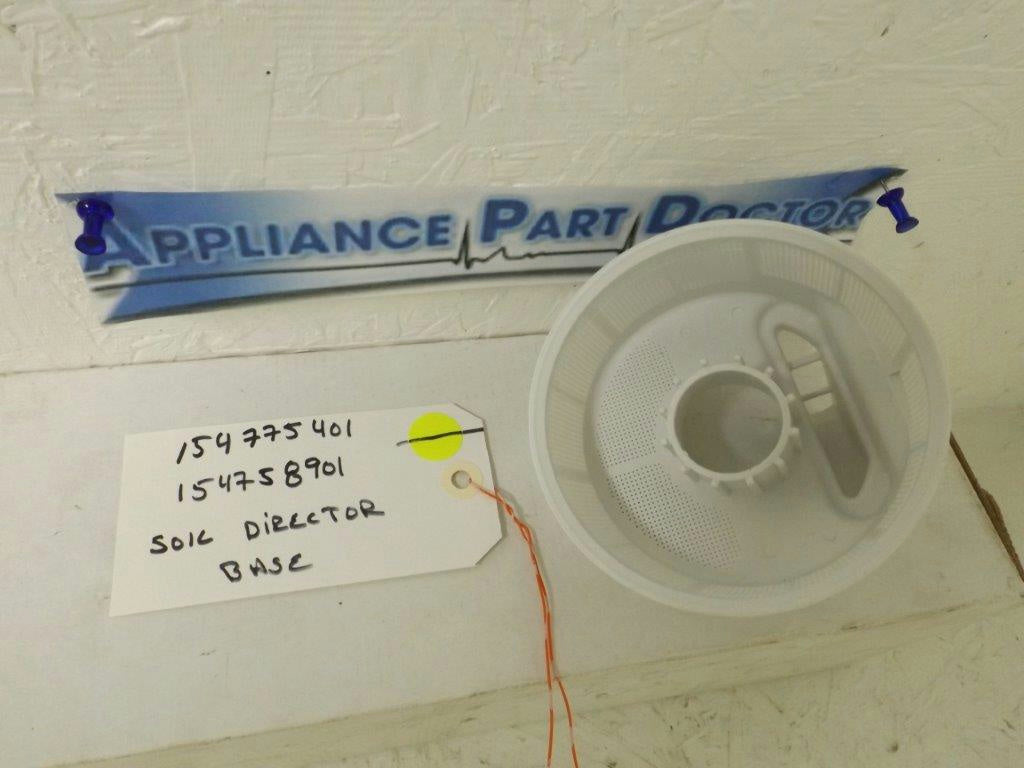 APPLIANCE PART DOCTOR
154775401
154758901
SOIL DIRECTOR
BASE